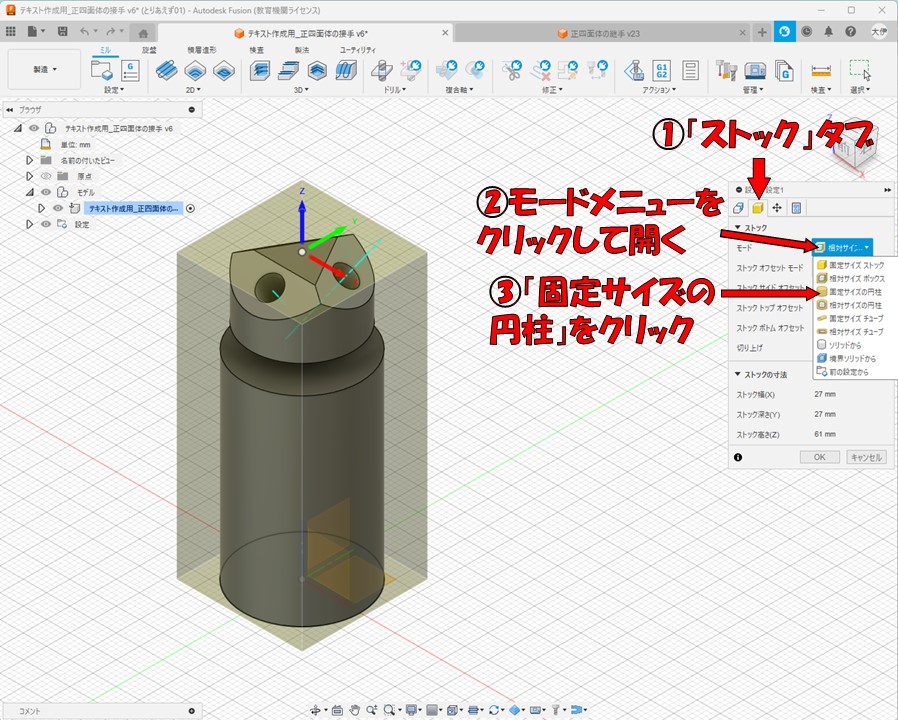 テキスト作成用_正四面体の接手 v6* (とりあえず01) - Autodesk Fusion (教育機関ライセンス)
テキスト作成用_正四面体の接手 v6*
正四面体の継手 v23
大伊
製造
ミル
旋盤
積層造形
検査
製法
ユーティリティ
G1
G2
設定
2D
3D
ドリル
複合軸
修正
アクション
管理
検査
選択
ブラウザ
テキスト作成用_正四面体の接手 v6
単位: mm
名前の付いたビュー
原点
モデル
テキスト作成用_正四面体の...
設定
①「ストック」タブ
②モードメニューを
クリックして開く
③「固定サイズの
円柱」をクリック
Z
Y
X
ストック
モード
相対サイ...
固定サイズ ストック
相対サイズ ボックス
固定サイズの円柱
相対サイズの円柱
固定サイズ チューブ
相対サイズ チューブ
ソリッドから
境界ソリッドから
前の設定から
ストック オフセット モード
ストック サイド オフセット
ストック トップ オフセット
ストック ボトム オフセット
切り上げ
ストックの寸法
ストック幅(X)
27 mm
ストック深さ(Y)
27 mm
ストック高さ(Z)
61 mm
OK
キャンセル
コメント